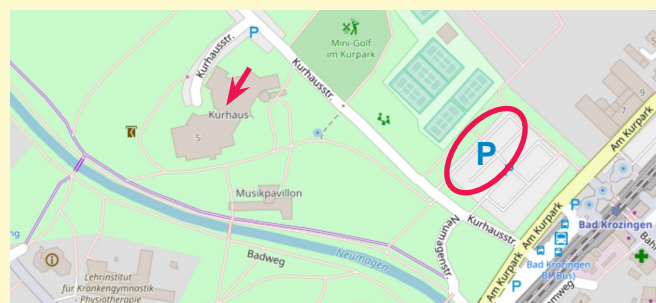 P
Kurhausstr.
Mini-Golf
im Kurpark
Kurhausstr.
Kurhaus
5
7
9
5
P
P
Am Kurpark
Musikpavillon
Kurhausstr.
Neumagenstr.
Am Kurpark
P
Bad Krozingen
Bad Krozingen
Bf (Bus)
Neumagen
Badweg
Am Kurpark
P
Lehrinstitut
für Krankengymnastik
Physiotherapie